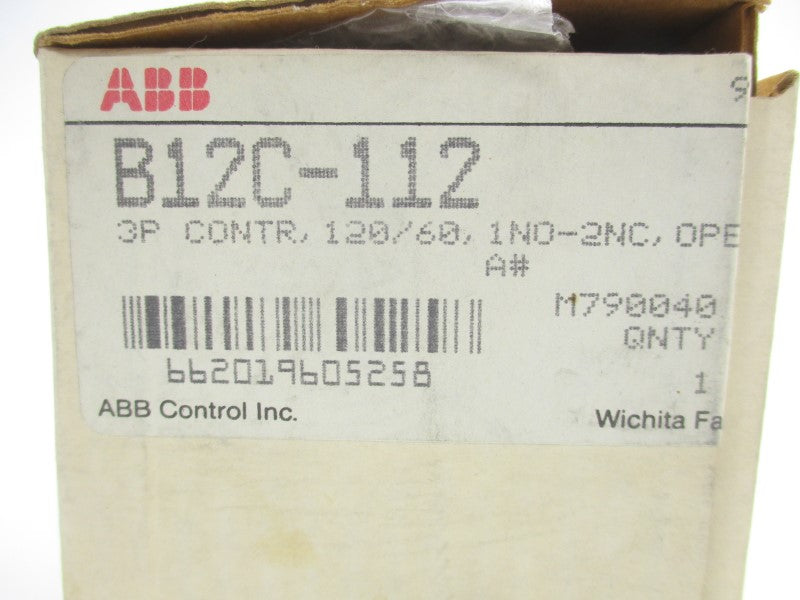 ABB
S
B12C-112
3P CONTR, 120/60, 1NO-2NC, OPE
A#
M790040
QNTY
662019605258
1
ABB Control Inc.
Wichita Fa